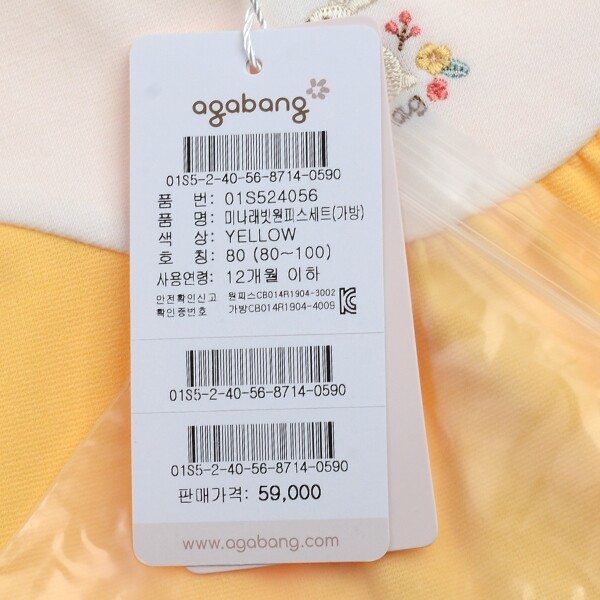 agabang
01S5-2-40-56-8714-0590
품 번: 01S524056
품 명: 미나래빗원피스세트(가방)
색 상: YELLOW
호 칭: 80 (80~100)
사용연령: 12개월 이하
안전확인신고 원피스CB014R1904-3002
확인증번호 가방CB014R1904-4009
01S5-2-40-56-8714-0590
01S5-2-40-56-8714-0590
판매가격: 59,000
www.agabang.com